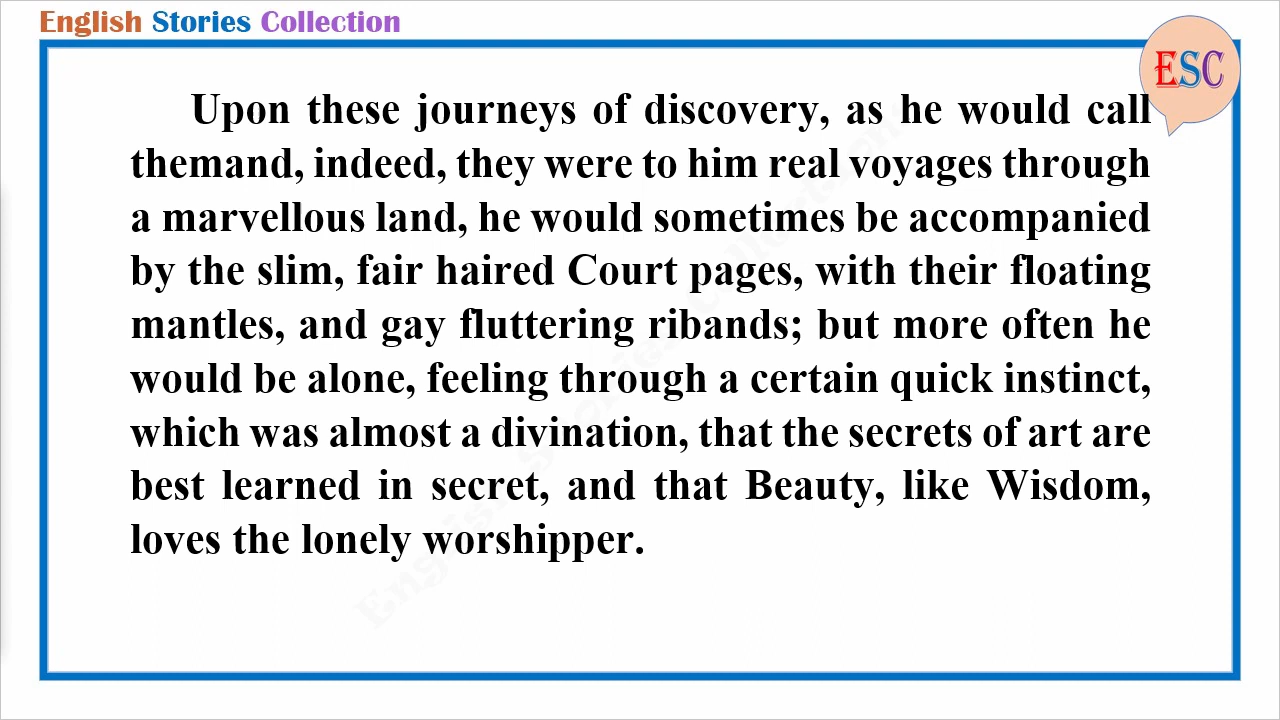 English Stories Collection
ESC
Upon these journeys of discovery, as he would call
themand, indeed, they were to him real voyages through
a marvellous land, he would sometimes be accompanied
by the slim, fair haired Court pages, with their floating
mantles, and gay fluttering ribands; but more often he
would be alone, feeling through a certain quick instinct,
which was almost a divination, that the secrets of art are
best learned in secret, and that Beauty, like Wisdom,
loves the lonely worshipper.
English Stories Collection